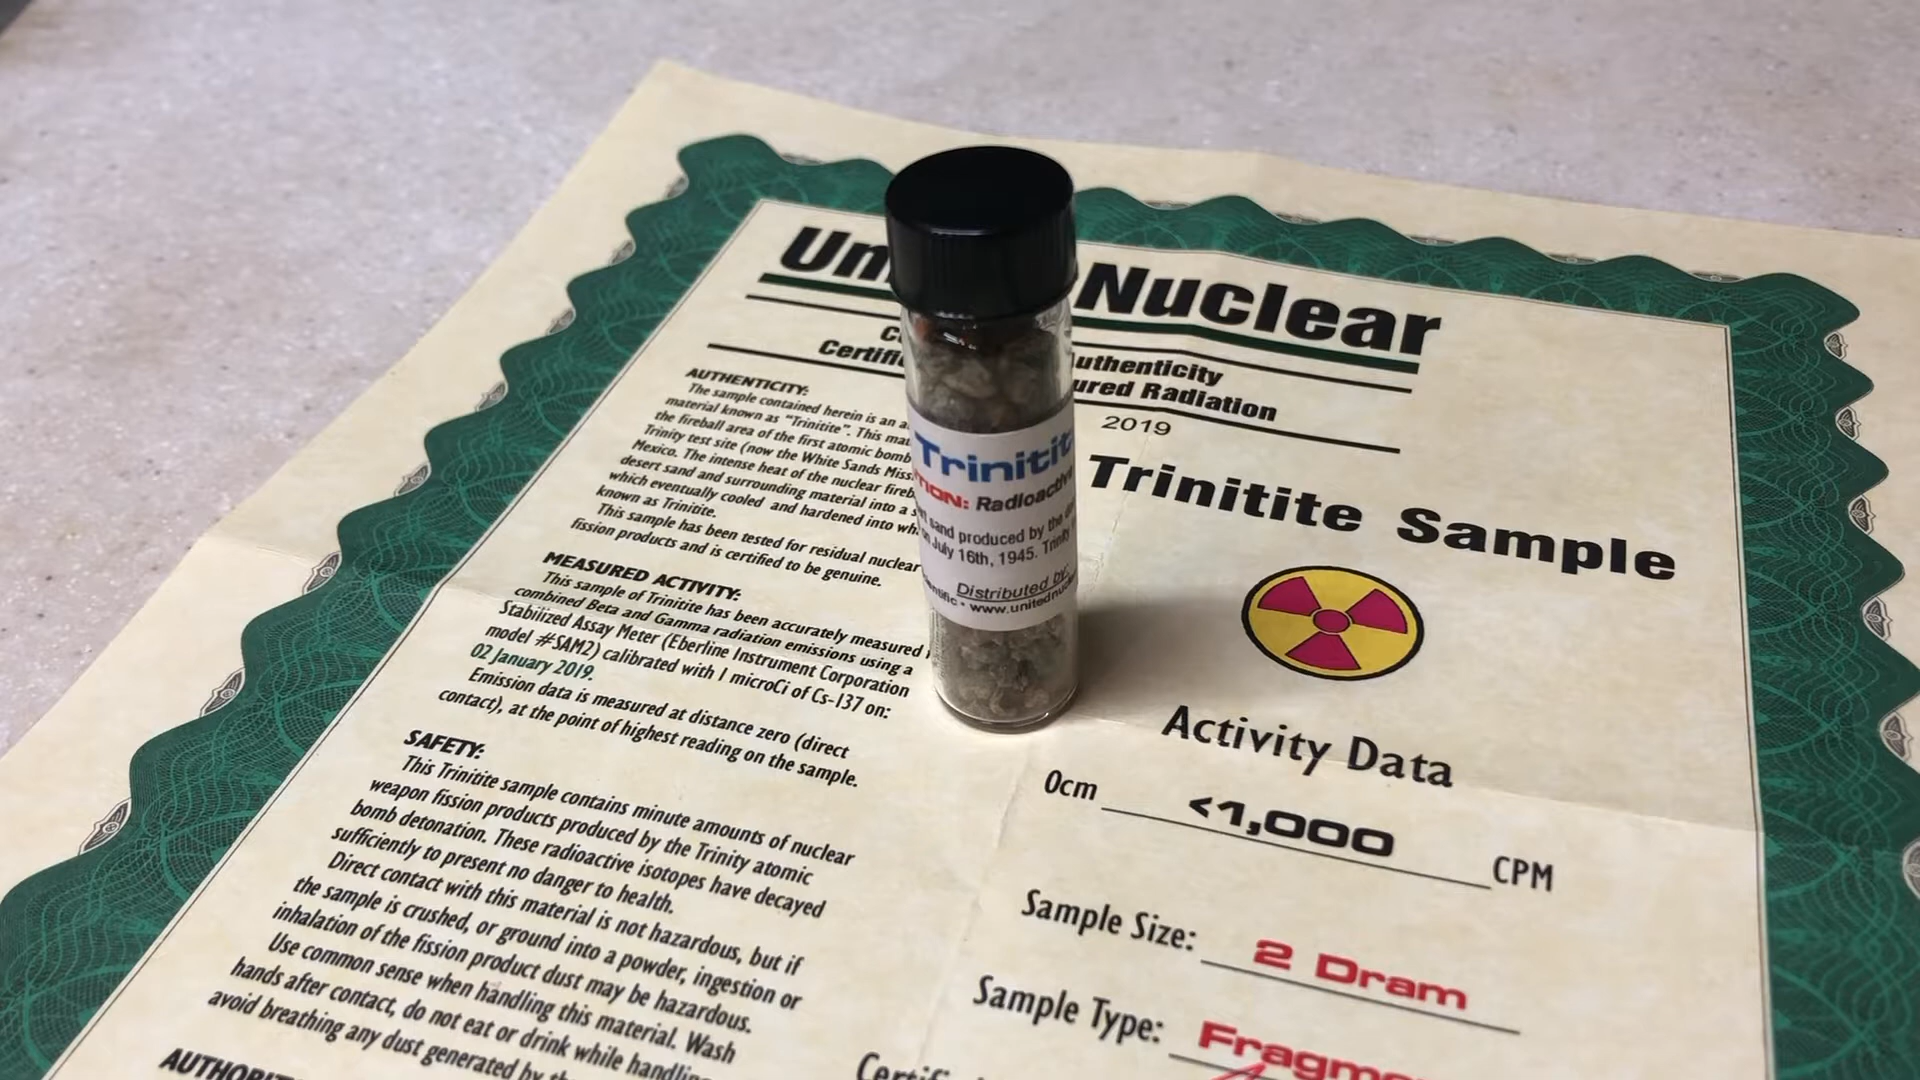 Nuclear
uthenticity
Certifi
ured Radiation
2019
AUTHENTICITY:
The sample contained herein is an a
material known as "Trinitite". This ma
the fireball area of the first atomic bomb
Trinity test site (now the White Sands Miss
Mexico. The intense heat of the nuclear fireb
desert sand and surrounding material into a s
which eventually cooled and hardened into wh
known as Trinitite.
This sample has been tested for residual nuclear
fission products and is certified to be genuine.
MEASURED ACTIVITY:
This sample of Trinitite has been accurately measured
combined Beta and Gamma radiation emissions using a
Stabilized Assay Meter (Eberline Instrument Corporation
model #SAM2) calibrated with 1 microCi of Cs-137 on:
02 January 2019.
Emission data is measured at distance zero (direct
contact), at the point of highest reading on the sample.
SAFETY:
This Trinitite sample contains minute amounts of nuclear
weapon fission products produced by the Trinity atomic
bomb detonation. These radioactive isotopes have decayed
sufficiently to present no danger to health.
Direct contact with this material is not hazardous, but if
the sample is crushed, or ground into a powder, ingestion or
inhalation of the fission product dust may be hazardous.
Use common sense when handling this material. Wash
hands after contact, do not eat or drink while handling
avoid breathing any dust generated by the
AUTHORIT
Trinitit
TION: Radioactive
sand produced by the
on July 16th, 1945. Trinity
Distributed by:
entific • www.unitednu
Trinitite Sample
Activity Data
0cm <1,000 CPM
Sample Size: 2 Dram
Sample Type: Fragme
Certifi